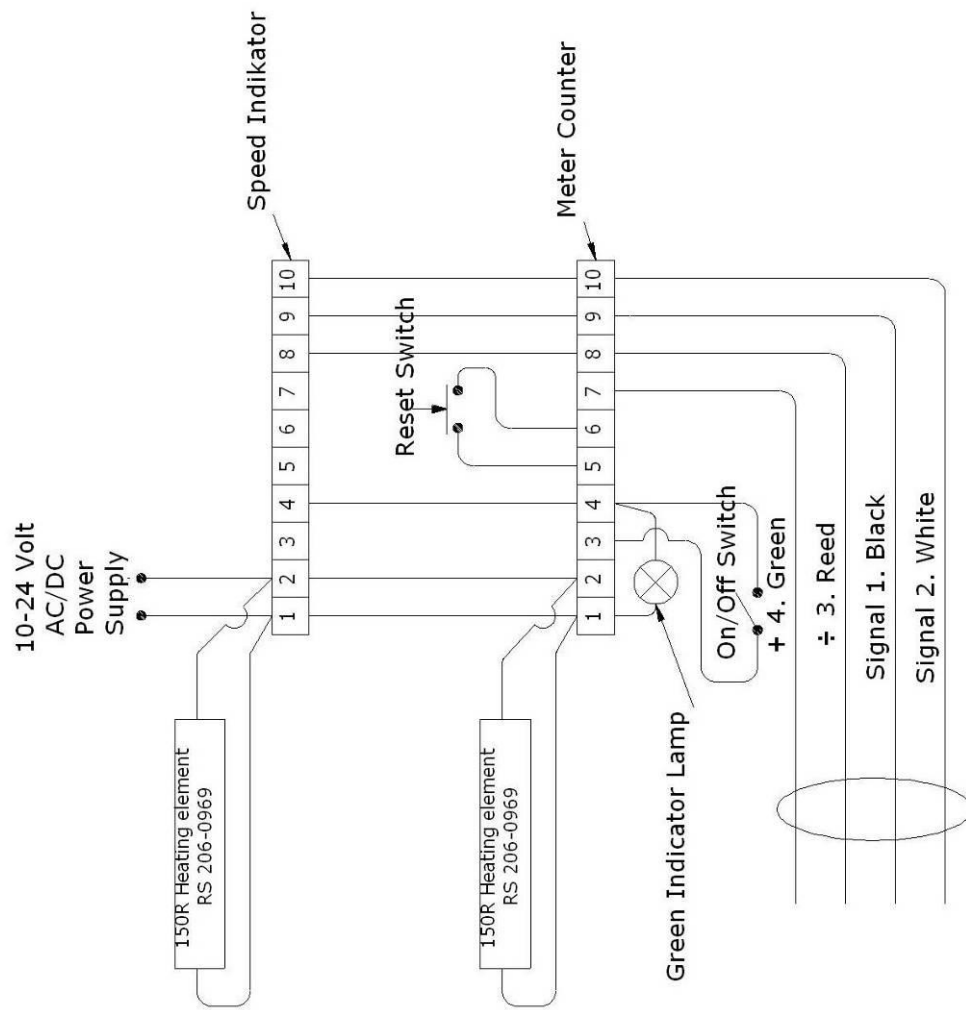 10-24 Volt
AC/DC
Power
Supply
Speed Indikator
150R Heating element
RS 206-0969
1 2 3 4 5 6 7 8 9 10
Reset Switch
Meter Counter
150R Heating element
RS 206-0969
1 2 3 4 5 6 7 8 9 10
Green Indicator Lamp
On/Off Switch
+ 4. Green
÷ 3. Reed
Signal 1. Black
Signal 2. White